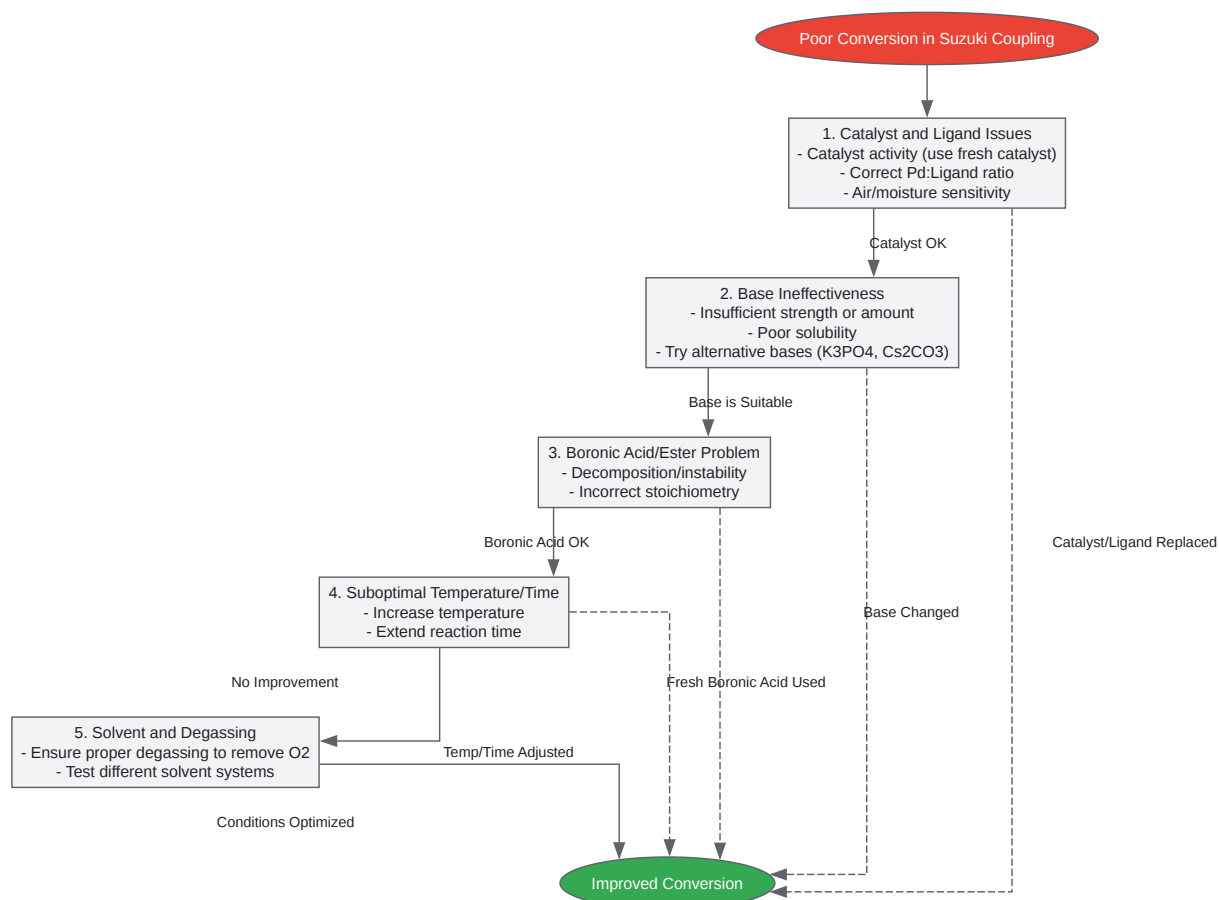 Poor Conversion in Suzuki Coupling
1. Catalyst and Ligand Issues
- Catalyst activity (use fresh catalyst)
- Correct Pd:Ligand ratio
- Air/moisture sensitivity
Catalyst OK
2. Base Ineffectiveness
- Insufficient strength or amount
- Poor solubility
- Try alternative bases (K3PO4, Cs2CO3)
Base is Suitable
3. Boronic Acid/Ester Problem
- Decomposition/instability
- Incorrect stoichiometry
Boronic Acid OK
Catalyst/Ligand Replaced
4. Suboptimal Temperature/Time
- Increase temperature
- Extend reaction time
Base Changed
No Improvement
Fresh Boronic Acid Used
5. Solvent and Degassing
- Ensure proper degassing to remove O2
- Test different solvent systems
Temp/Time Adjusted
Conditions Optimized
Improved Conversion